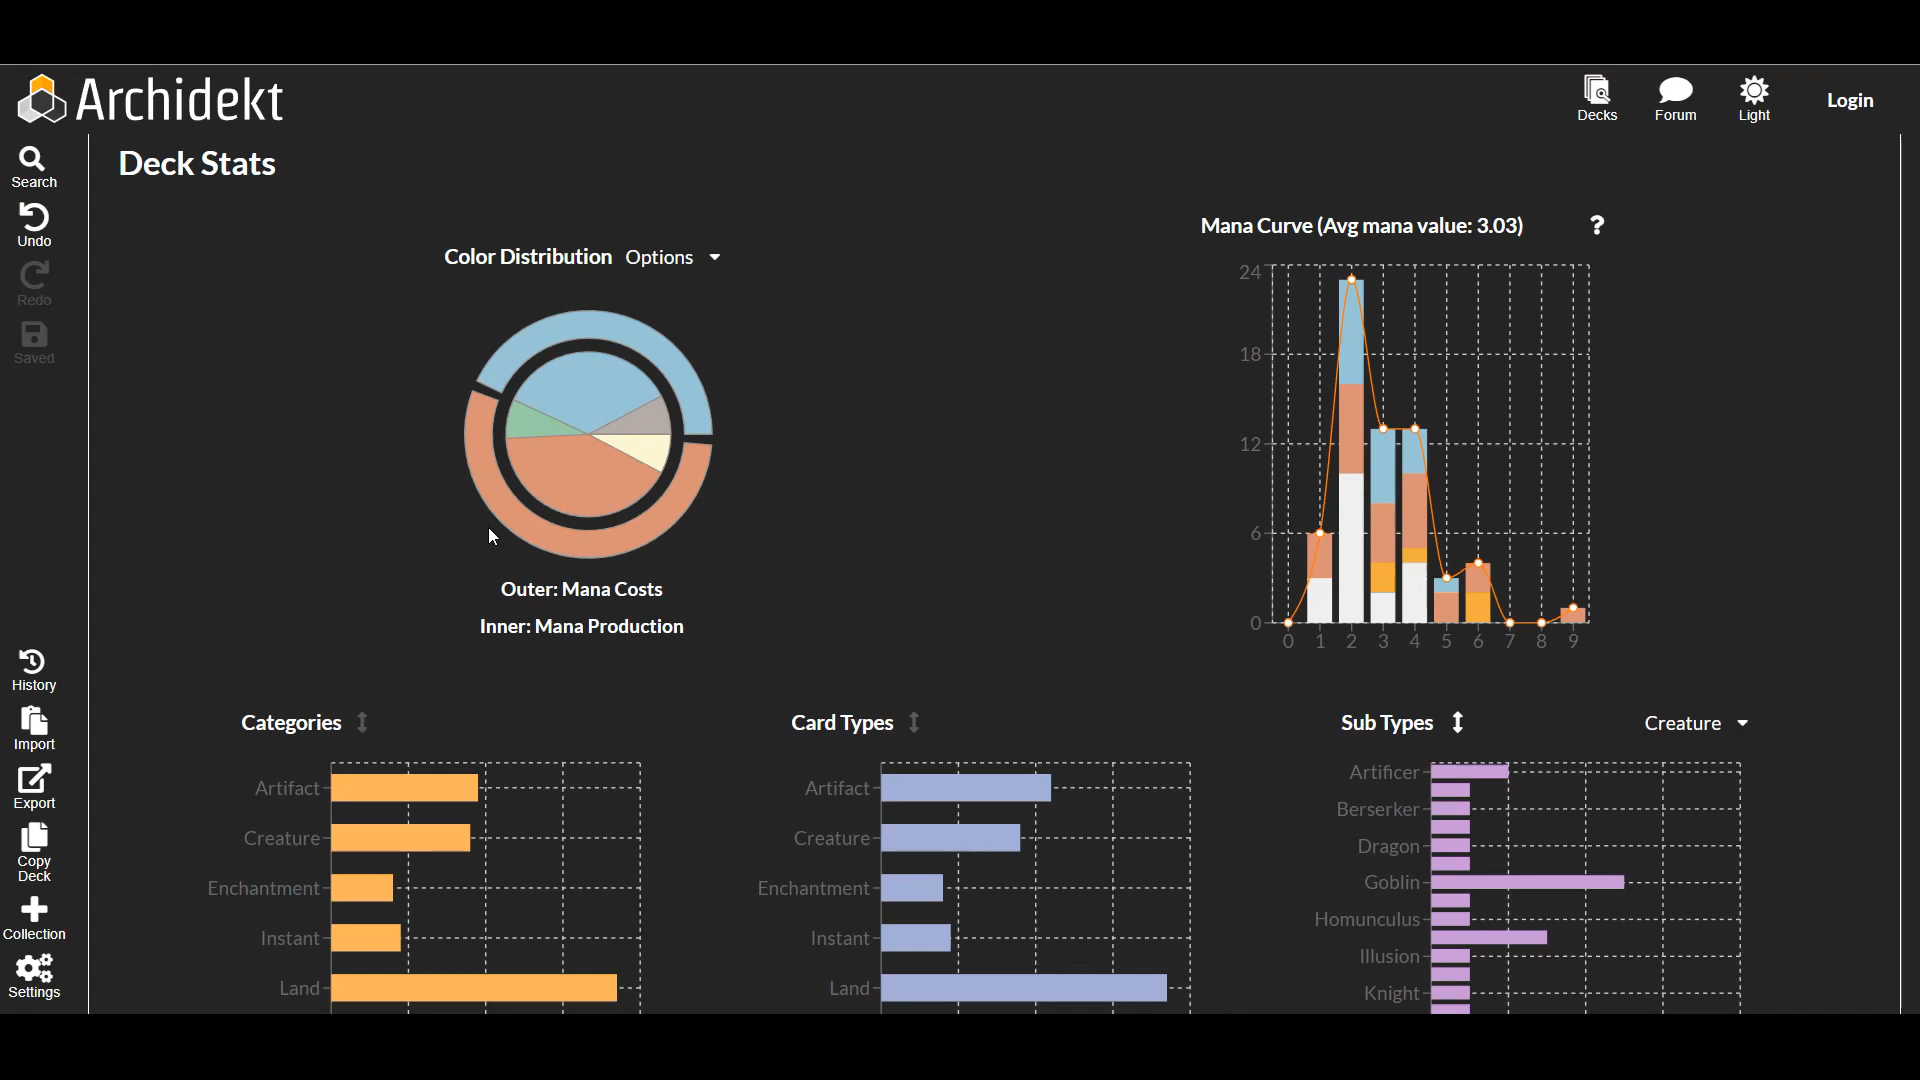 Archidekt
Decks
Forum
Light
Login
Search
Undo
Redo
Saved
History
Import
Export
Copy
Deck
Collection
Settings
Deck Stats
Color Distribution Options
Outer: Mana Costs
Inner: Mana Production
Mana Curve (Avg mana value: 3.03) ?
24
18
12
6
0
0 1 2 3 4 5 6 7 8 9
Categories
Artifact
Creature
Enchantment
Instant
Land
Card Types
Artifact
Creature
Enchantment
Instant
Land
Sub Types Creature
Artificer
Berserker
Dragon
Goblin
Homunculus
Illusion
Knight